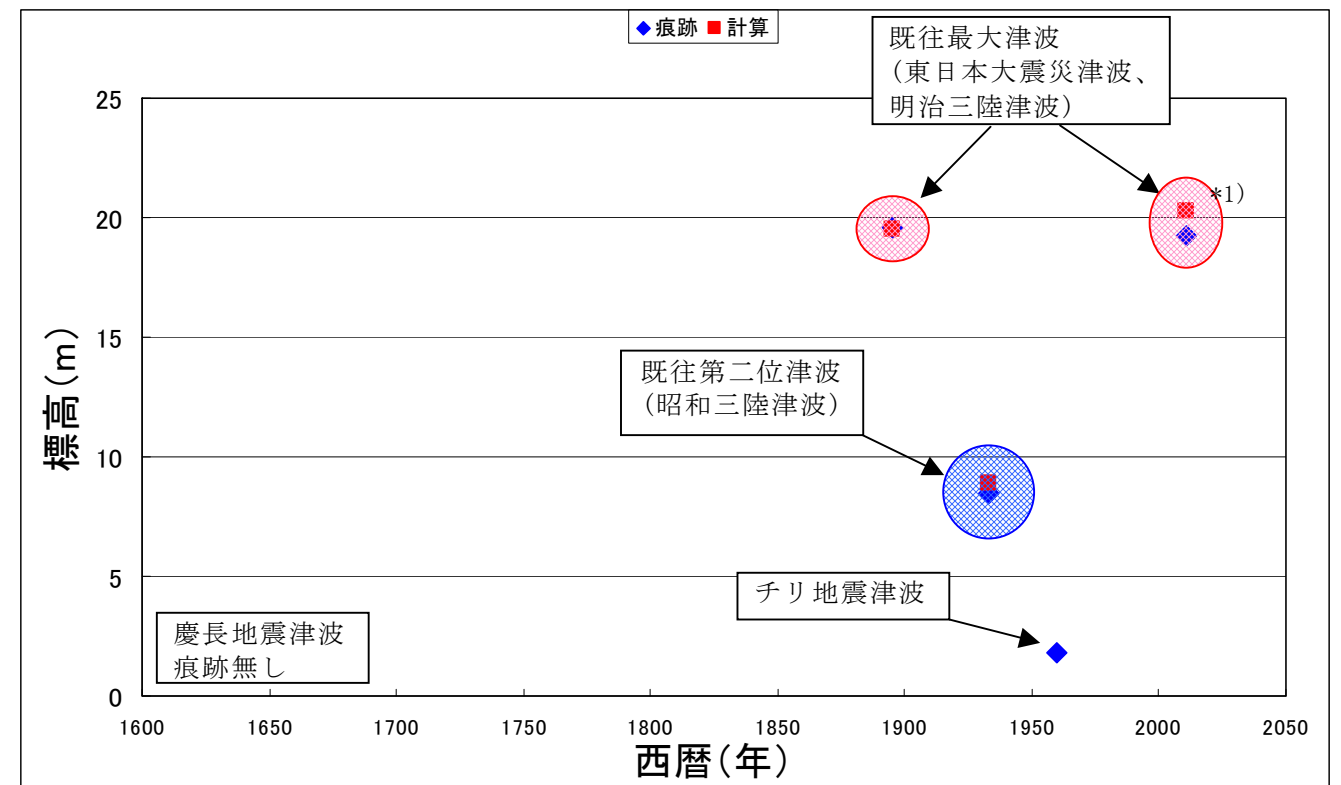 痕跡 計算
既往最大津波
（東日本大震災津波、
明治三陸津波）
25
20
*1)
15
既往第二位津波
（昭和三陸津波）
10
標高(m)
5
チリ地震津波
慶長地震津波
痕跡無し
0
1600 1650 1700 1750 1800 1850 1900 1950 2000 2050
西暦(年)